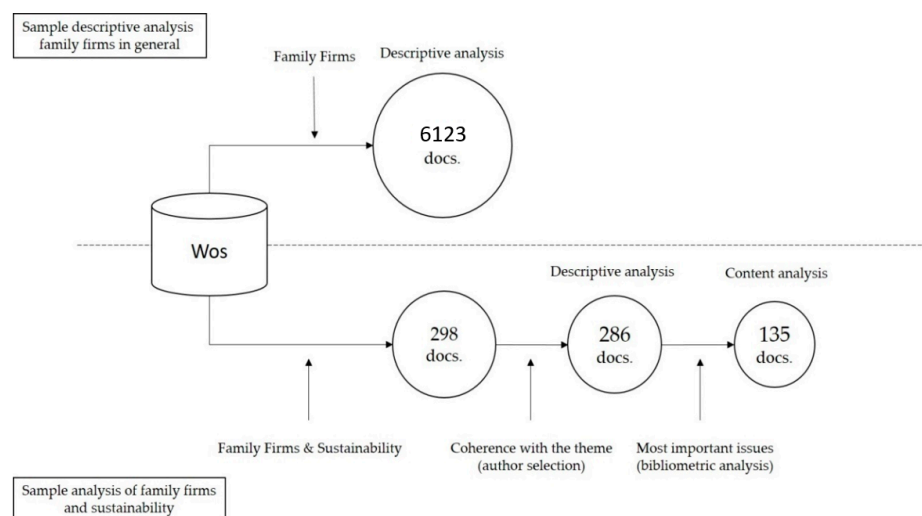 Sample descriptive analysis
family firms in general
Family Firms
Descriptive analysis
6123
docs.
Wos
Descriptive analysis
Content analysis
298
docs.
286
docs.
135
docs.
Family Firms & Sustainability
Coherence with the theme
(author selection)
Most important issues
(bibliometric analysis)
Sample analysis of family firms
and sustainability